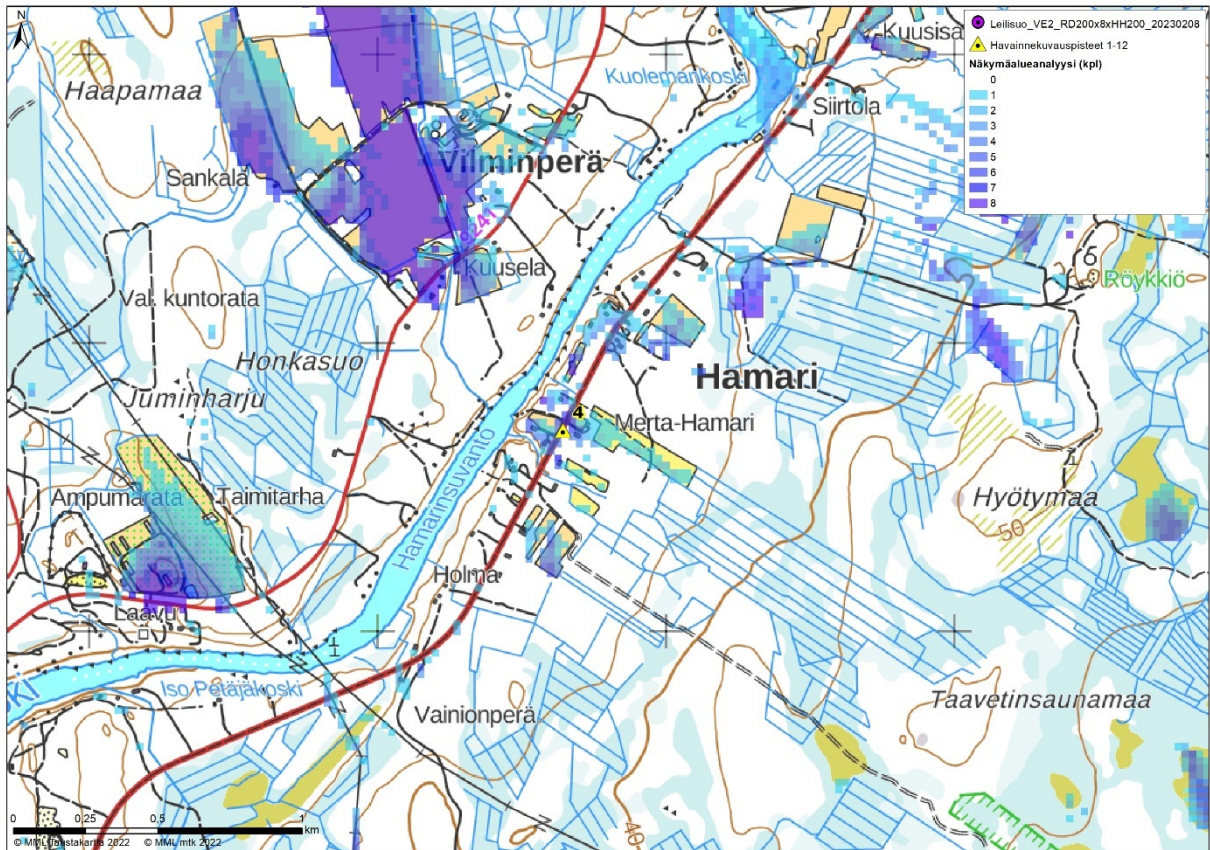 N
Leilisuo_VE2_RD200x8xHH200_20230208
Havainnekuvauspisteet 1-12
Näkymäalueanalyysi (kpl)
0
1
2
3
4
5
6
7
8
Kuusisa
Haapamaa
Kuolemankoski
Siirtola
Vilminperä
Sankala
8241
Kuusela
Röykkiö
Val. kuntorata
Honkasuo
Juminharju
Hamari
4
Merta-Hamari
Ampumarata
Taimitarha
Hamarinsuvanto
Hyötymaa
50
Holma
Laavu
Iso Petäjäkoski
Vainionperä
Taavetinsaunamaa
40
0 0,25 0,5 1
km
© MML taustakartta 2022 © MML mtk 2022